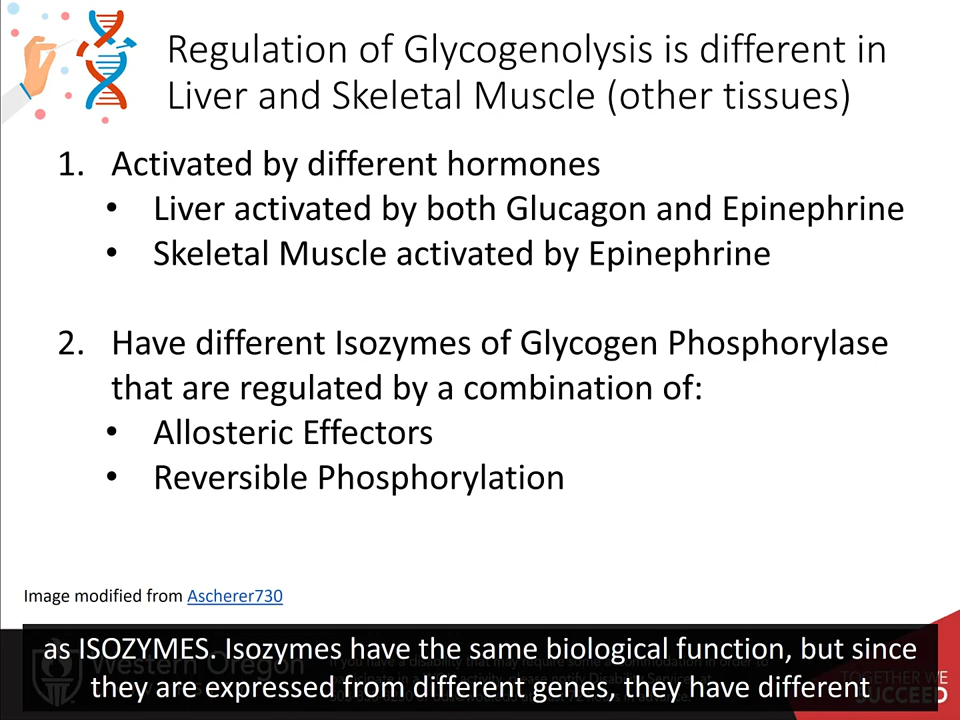 Regulation of Glycogenolysis is different in
Liver and Skeletal Muscle (other tissues)
1. Activated by different hormones
• Liver activated by both Glucagon and Epinephrine
• Skeletal Muscle activated by Epinephrine
2. Have different Isozymes of Glycogen Phosphorylase
that are regulated by a combination of:
• Allosteric Effectors
• Reversible Phosphorylation
Image modified from Ascherer730
as ISOZYMES. Isozymes have the same biological function, but since
they are expressed from different genes, they have different
Western Oregon
TOGETHER WE
SUCCEED